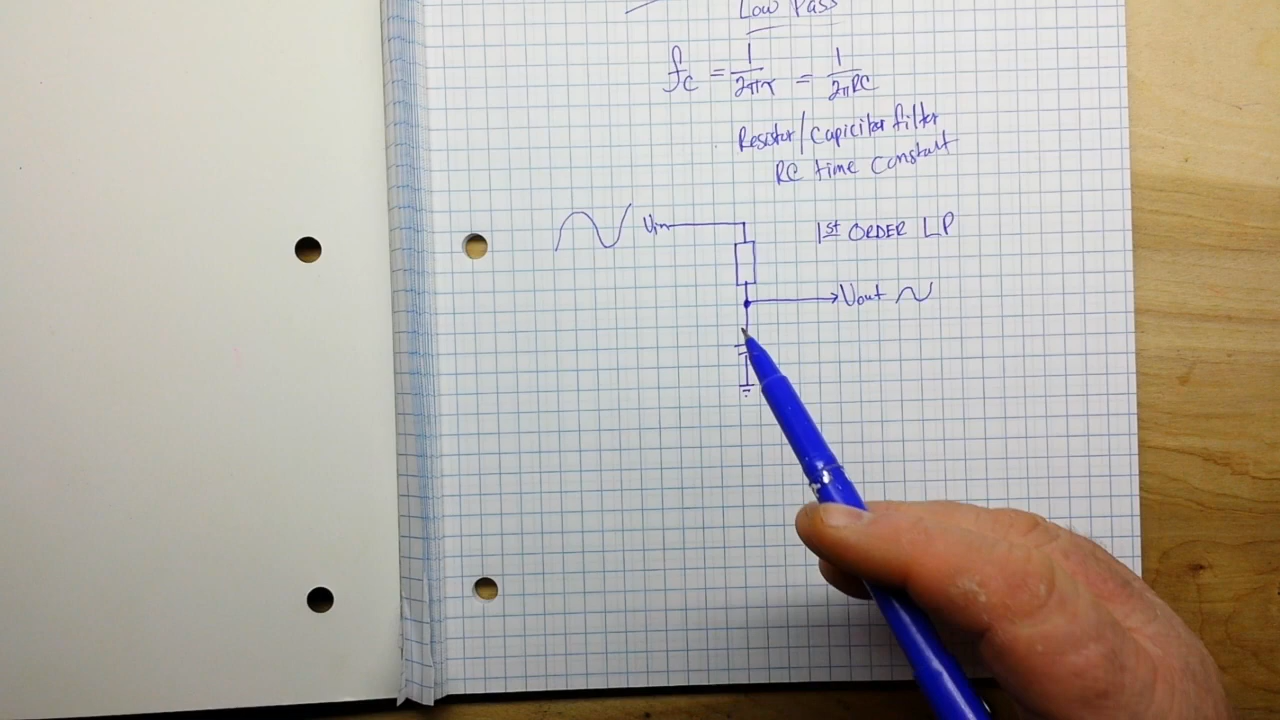 Low Pass
fc = 1/2πτ = 1/2πRC
Resistor/Capicitor filter
RC time constant
Vin
1st ORDER LP
Vout